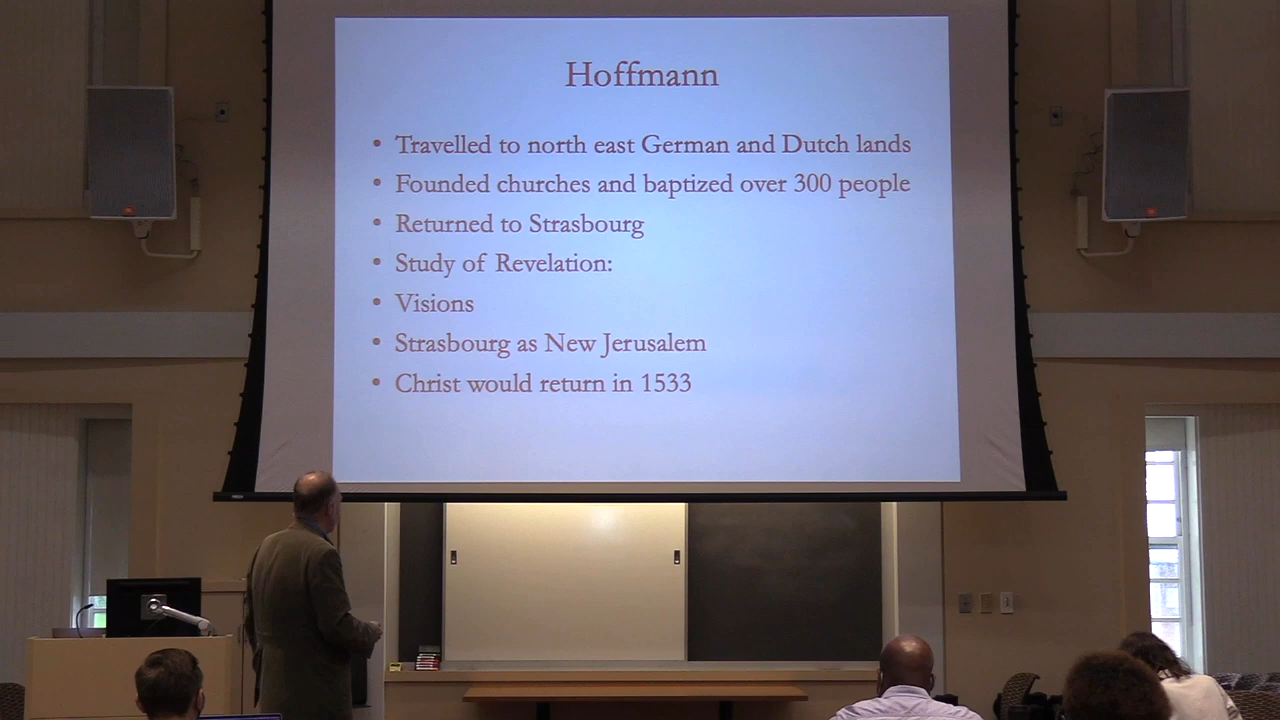 Hoffmann
• Travelled to north east German and Dutch lands
• Founded churches and baptized over 300 people
• Returned to Strasbourg
• Study of Revelation:
• Visions
• Strasbourg as New Jerusalem
• Christ would return in 1533